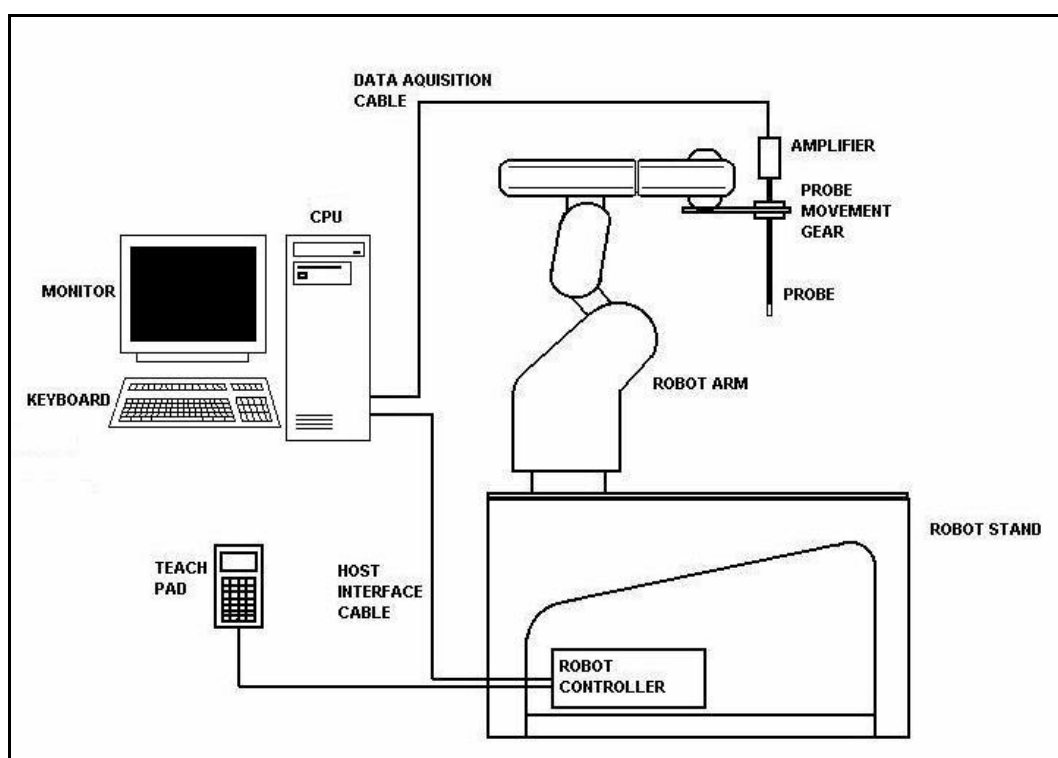 DATA AQUISITION
CABLE
AMPLIFIER
PROBE
MOVEMENT
GEAR
CPU
MONITOR
PROBE
KEYBOARD
ROBOT ARM
ROBOT STAND
TEACH
PAD
HOST
INTERFACE
CABLE
ROBOT
CONTROLLER